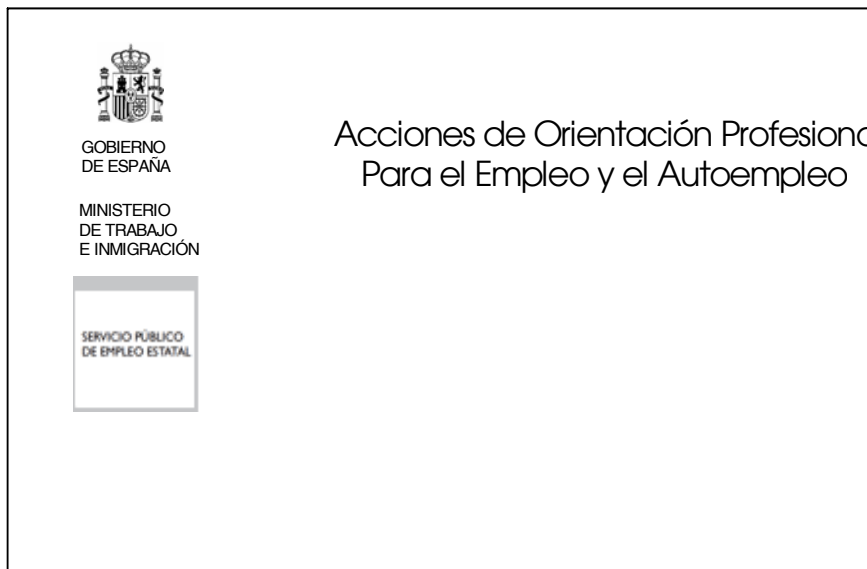 GOBIERNO
DE ESPAÑA
MINISTERIO
DE TRABAJO
E INMIGRACIÓN
SERVICIO PÚBLICO
DE EMPLEO ESTATAL
Acciones de Orientación Profesiona
Para el Empleo y el Autoempleo